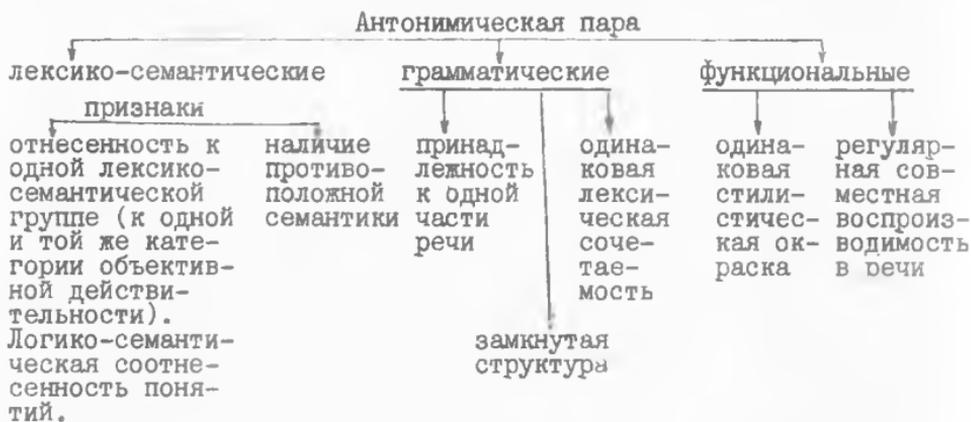 Антонимическая пара
лексико-семантические грамматические функциональные
признаки
отнесенность к наличие принад- одина- одина- регуляр-
одной лексико- противо- лежность ковая ковая ная сов-
семантической положной к одной лекси- стили- местная
группе (к одной семантики части ческая стичес- воспроиз-
и той же кате- речи соче- кая ок- водимость
гории объектив- тае- раска в речи
ной действи- мость
тельности).
Логико-семанти- замкнутая
ческая соотне- структура
сенность поня-
тий.